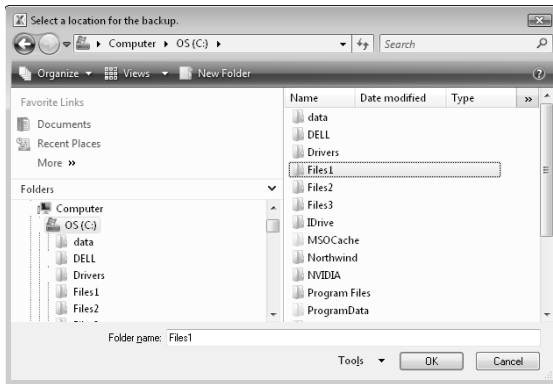 Select a location for the backup.
Computer ▸ OS (C:) ▸
Search
Organize Views New Folder
Favorite Links
Documents
Recent Places
More »
Folders
Computer
OS (C:)
data
DELL
Drivers
Files1
Files2
Name Date modified Type »
data
DELL
Drivers
Files1
Files2
Files3
IDrive
MSOCache
Northwind
NVIDIA
Program Files
ProgramData
Folder name: Files1
Tools OK Cancel